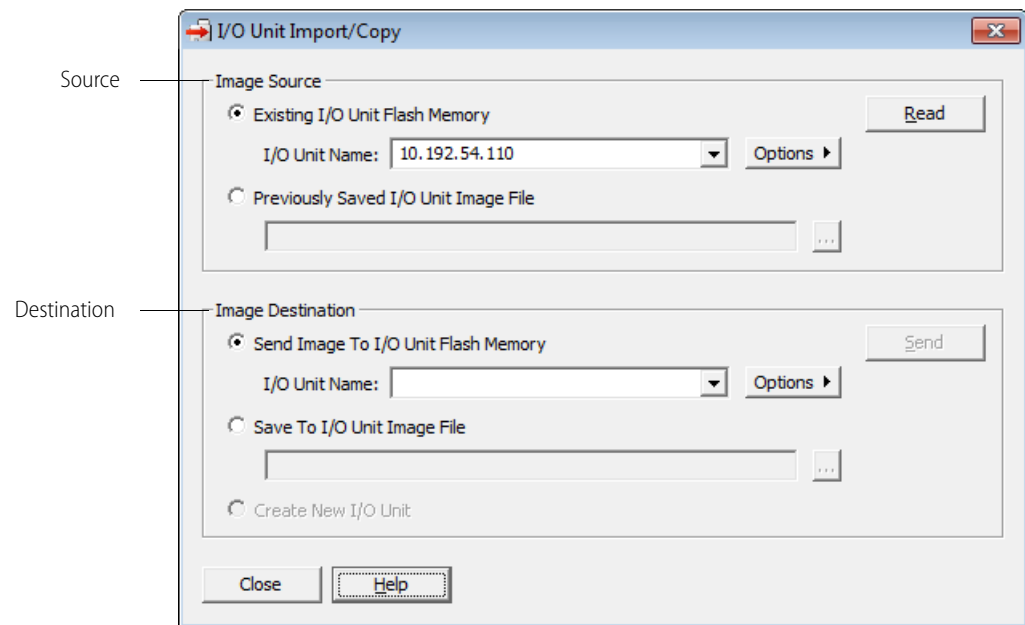 I/O Unit Import/Copy
Source
Image Source
Existing I/O Unit Flash Memory
Read
I/O Unit Name: 10.192.54.110 Options
Previously Saved I/O Unit Image File
...
Destination
Image Destination
Send Image To I/O Unit Flash Memory
Send
I/O Unit Name: Options
Save To I/O Unit Image File
...
Create New I/O Unit
Close Help